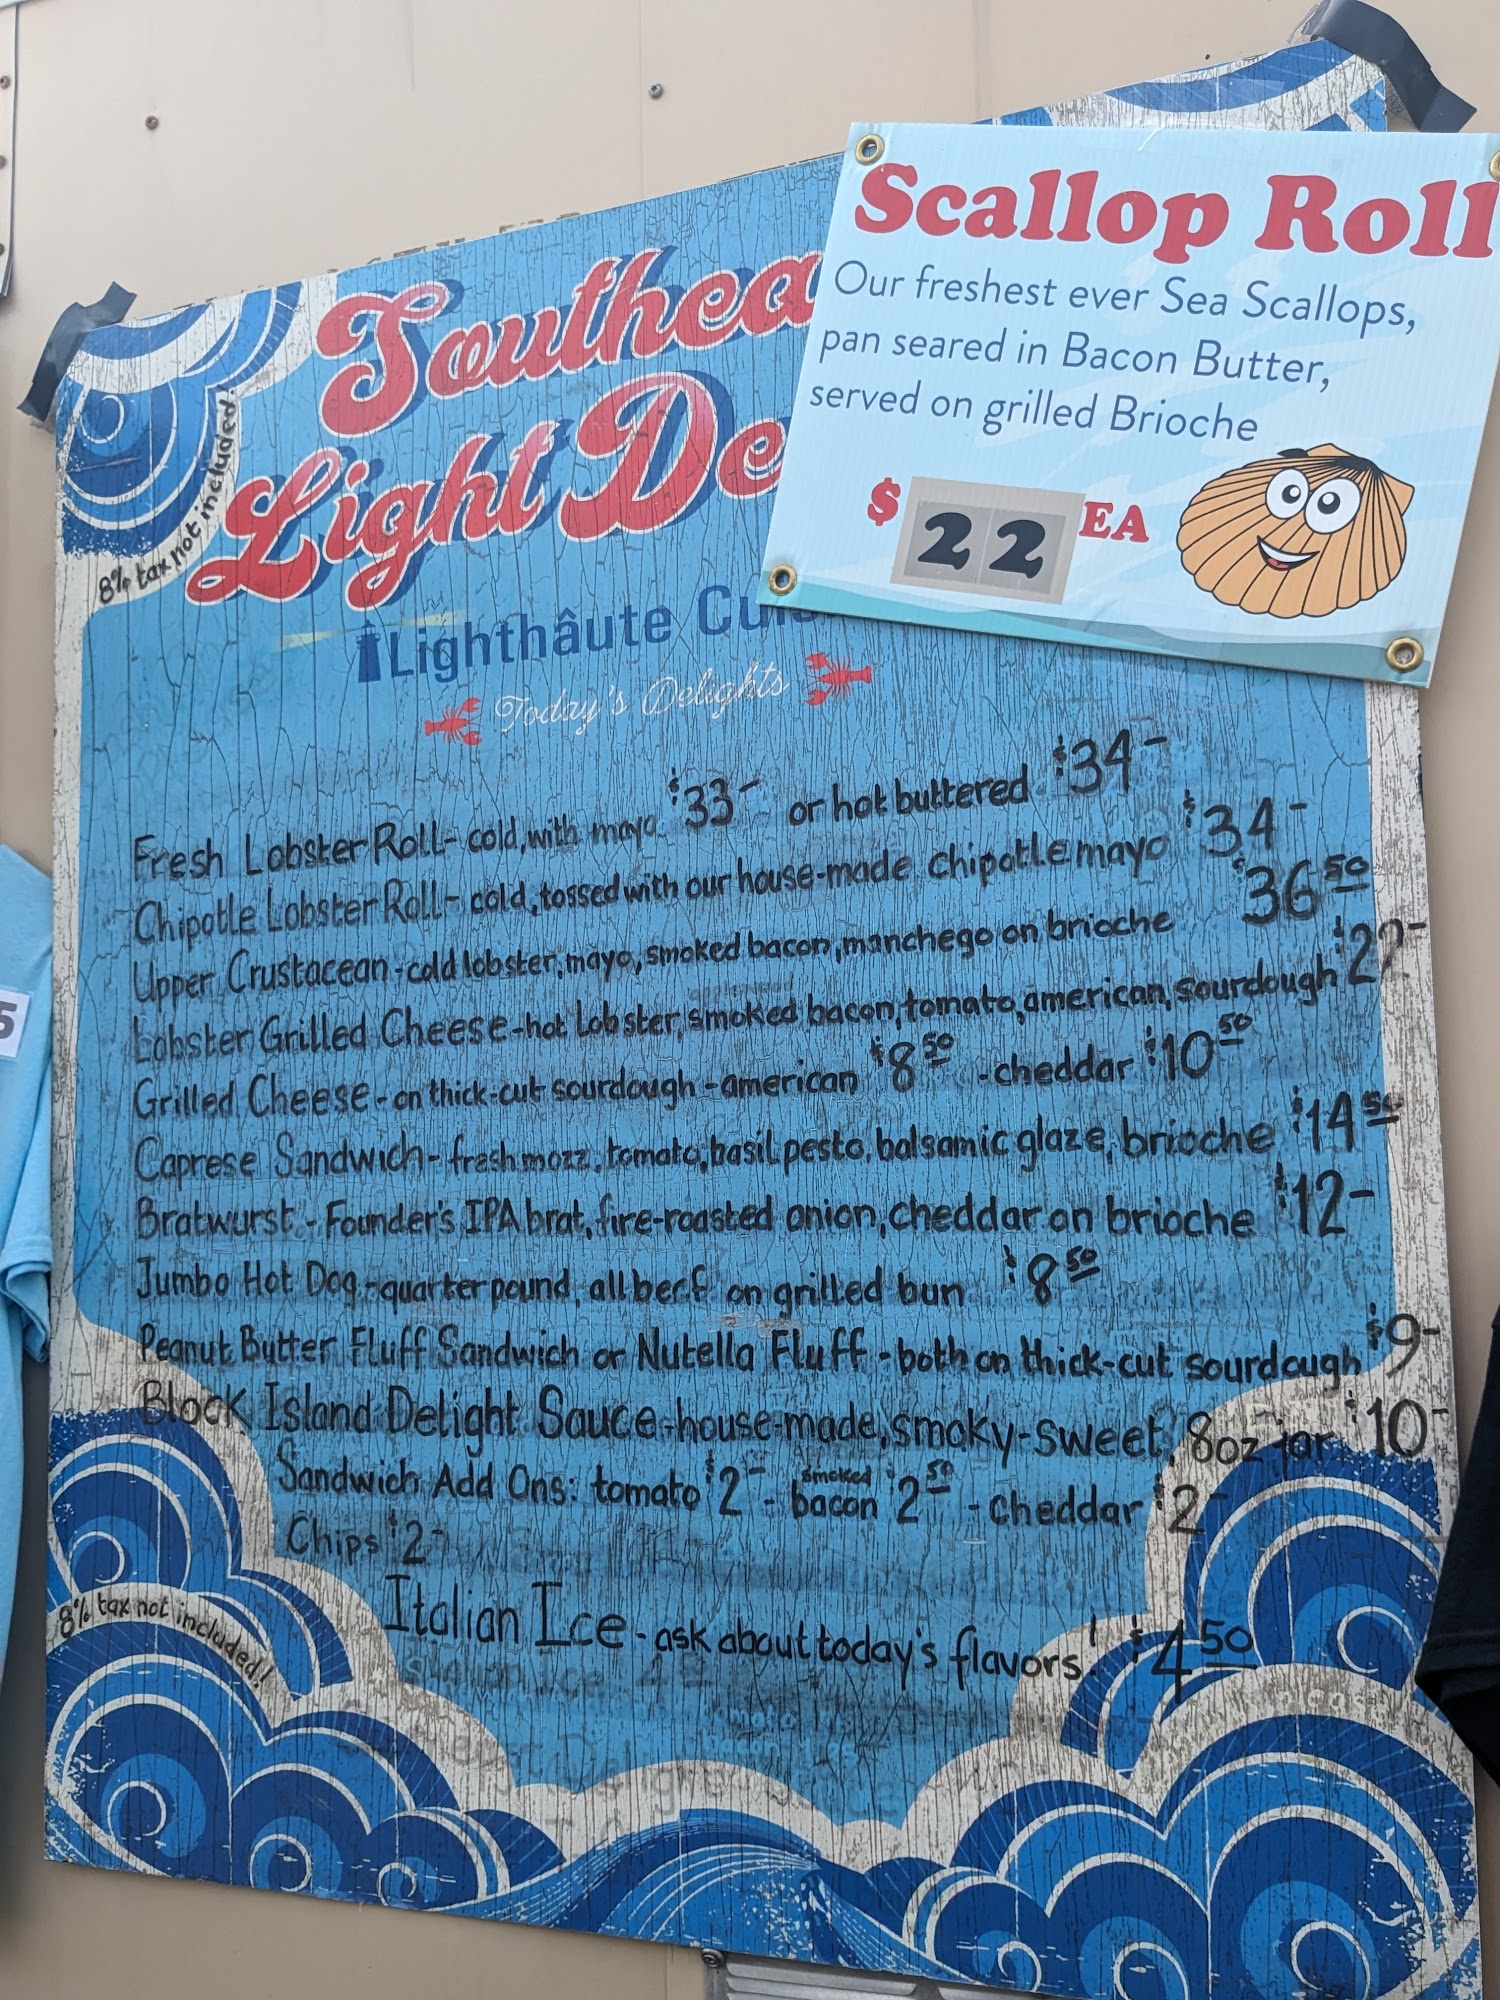 Scallop Roll
Our freshest ever Sea Scallops,
pan seared in Bacon Butter,
served on grilled Brioche
$ 22 EA
Southea
Light De
8% tax not included!
Lighthâute Cui
Today's Delights
Fresh Lobster Roll - cold, with mayo $33- or hot buttered $34-
Chipotle Lobster Roll - cold, tossed with our house-made chipotle mayo $34-
Upper Crustacean - cold lobster, mayo, smoked bacon, manchego on brioche $36 50
Lobster Grilled Cheese - hot lobster, smoked bacon, tomato, american, sourdough $22-
Grilled Cheese - on thick-cut sourdough - american $8 50 - cheddar $10 50
Caprese Sandwich - fresh mozz, tomato, basil pesto, balsamic glaze, brioche $14 50
Bratwurst - Founder's IPA brat, fire-roasted onion, cheddar on brioche $12-
Jumbo Hot Dog - quarter pound, all beef on grilled bun $8 50
Peanut Butter Fluff Sandwich or Nutella Fluff - both on thick-cut sourdough $9-
Block Island Delight Sauce - house-made, smoky-sweet, 8oz jar $10-
Sandwich Add Ons: tomato $2- - smoked bacon $2 50 - cheddar $2-
Chips $2-
Italian Ice - ask about today's flavors! $4 50
8% tax not included!
5